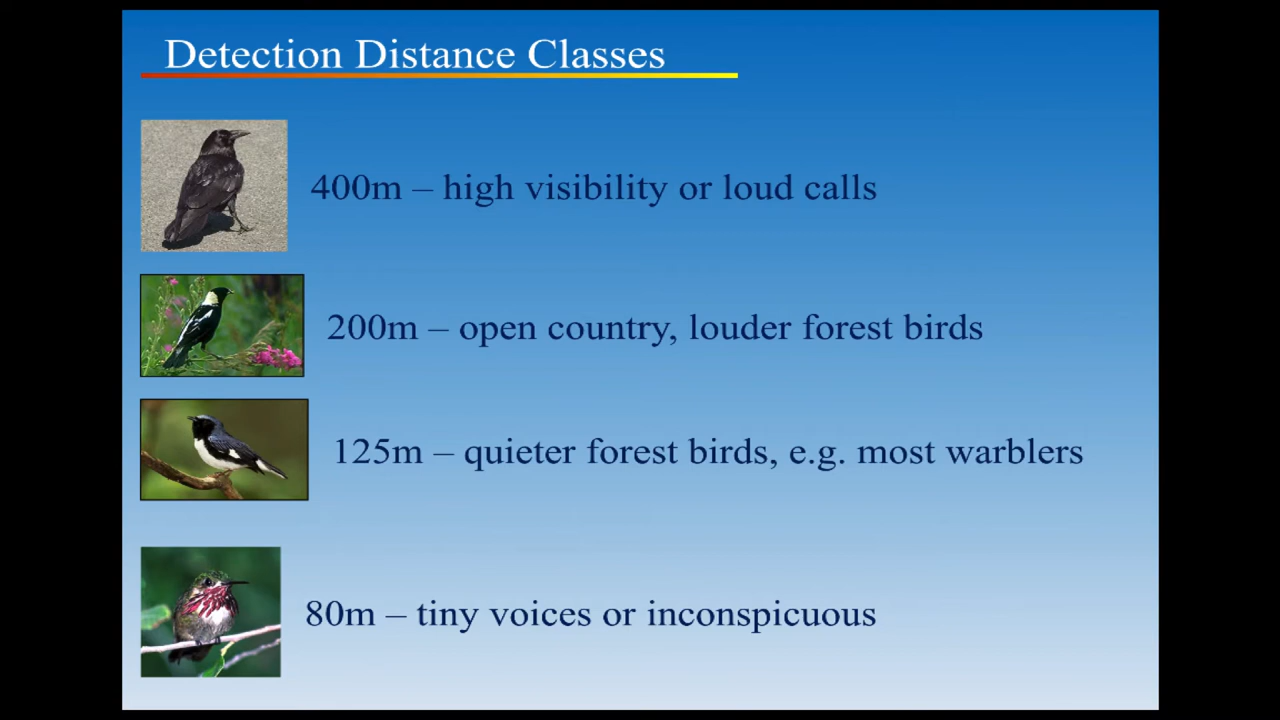 Detection Distance Classes
400m – high visibility or loud calls
200m – open country, louder forest birds
125m – quieter forest birds, e.g. most warblers
80m – tiny voices or inconspicuous